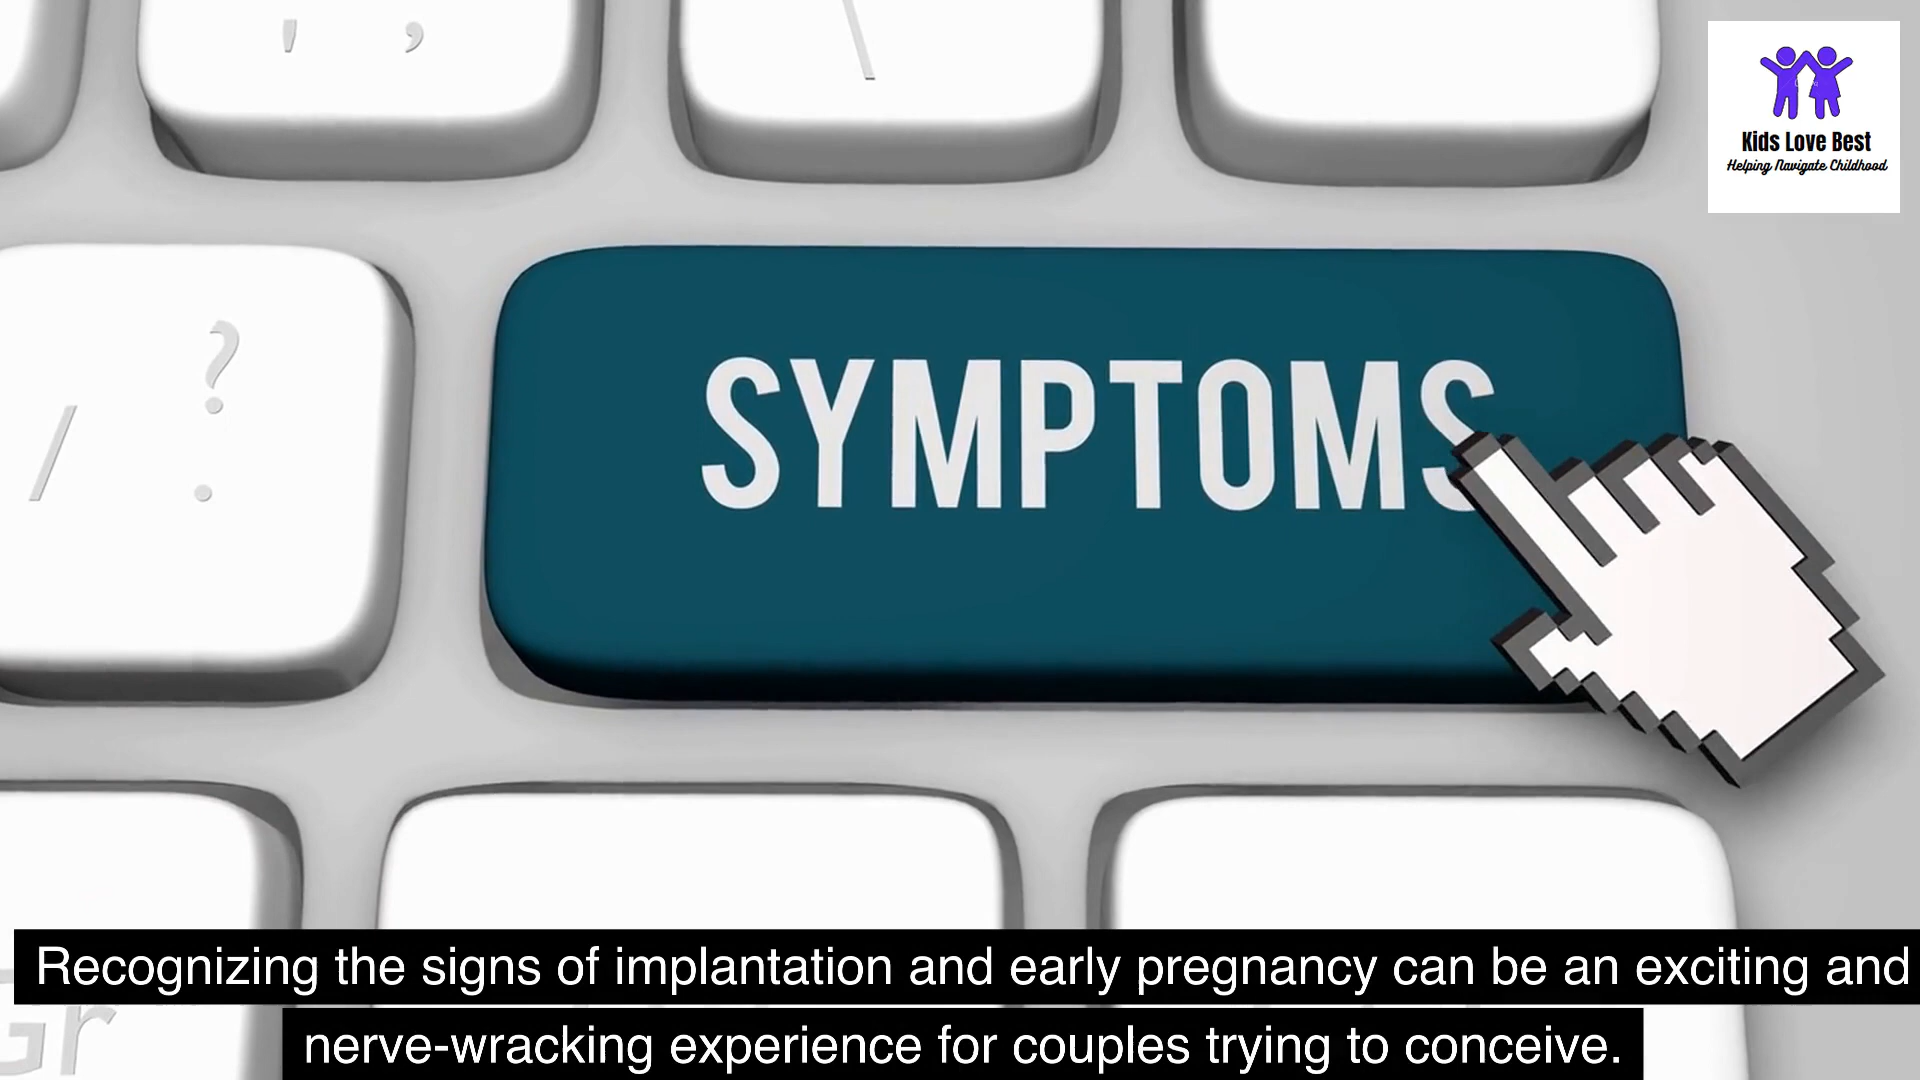 ' ,
\
Kids Love Best
Helping Navigate Childhood
?
/ .
SYMPTOMS
Recognizing the signs of implantation and early pregnancy can be an exciting and
Gr
nerve-wracking experience for couples trying to conceive.